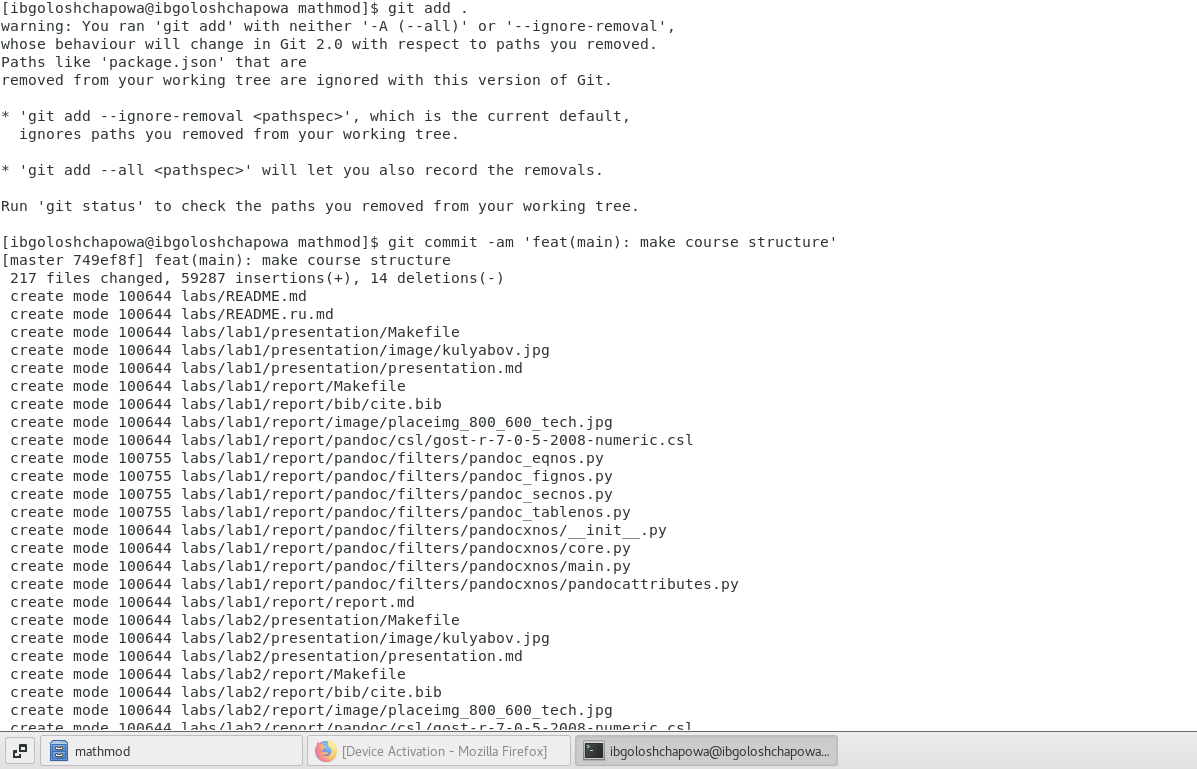 [ibgoloshchapowa@ibgoloshchapowa mathmod]$ git add .
warning: You ran 'git add' with neither '-A (--all)' or '--ignore-removal',
whose behaviour will change in Git 2.0 with respect to paths you removed.
Paths like 'package.json' that are
removed from your working tree are ignored with this version of Git.

* 'git add --ignore-removal <pathspec>', which is the current default,
  ignores paths you removed from your working tree.

* 'git add --all <pathspec>' will let you also record the removals.

Run 'git status' to check the paths you removed from your working tree.

[ibgoloshchapowa@ibgoloshchapowa mathmod]$ git commit -am 'feat(main): make course structure'
[master 749ef8f] feat(main): make course structure
 217 files changed, 59287 insertions(+), 14 deletions(-)
 create mode 100644 labs/README.md
 create mode 100644 labs/README.ru.md
 create mode 100644 labs/lab1/presentation/Makefile
 create mode 100644 labs/lab1/presentation/image/kulyabov.jpg
 create mode 100644 labs/lab1/presentation/presentation.md
 create mode 100644 labs/lab1/report/Makefile
 create mode 100644 labs/lab1/report/bib/cite.bib
 create mode 100644 labs/lab1/report/image/placeimg_800_600_tech.jpg
 create mode 100644 labs/lab1/report/pandoc/csl/gost-r-7-0-5-2008-numeric.csl
 create mode 100755 labs/lab1/report/pandoc/filters/pandoc_eqnos.py
 create mode 100755 labs/lab1/report/pandoc/filters/pandoc_fignos.py
 create mode 100755 labs/lab1/report/pandoc/filters/pandoc_secnos.py
 create mode 100755 labs/lab1/report/pandoc/filters/pandoc_tablenos.py
 create mode 100644 labs/lab1/report/pandoc/filters/pandocxnos/__init__.py
 create mode 100644 labs/lab1/report/pandoc/filters/pandocxnos/core.py
 create mode 100644 labs/lab1/report/pandoc/filters/pandocxnos/main.py
 create mode 100644 labs/lab1/report/pandoc/filters/pandocxnos/pandocattributes.py
 create mode 100644 labs/lab1/report/report.md
 create mode 100644 labs/lab2/presentation/Makefile
 create mode 100644 labs/lab2/presentation/image/kulyabov.jpg
 create mode 100644 labs/lab2/presentation/presentation.md
 create mode 100644 labs/lab2/report/Makefile
 create mode 100644 labs/lab2/report/bib/cite.bib
 create mode 100644 labs/lab2/report/image/placeimg_800_600_tech.jpg
 create mode 100644 labs/lab2/report/pandoc/csl/gost-r-7-0-5-2008-numeric.csl
mathmod
[Device Activation - Mozilla Firefox]
ibgoloshchapowa@ibgoloshchapowa...